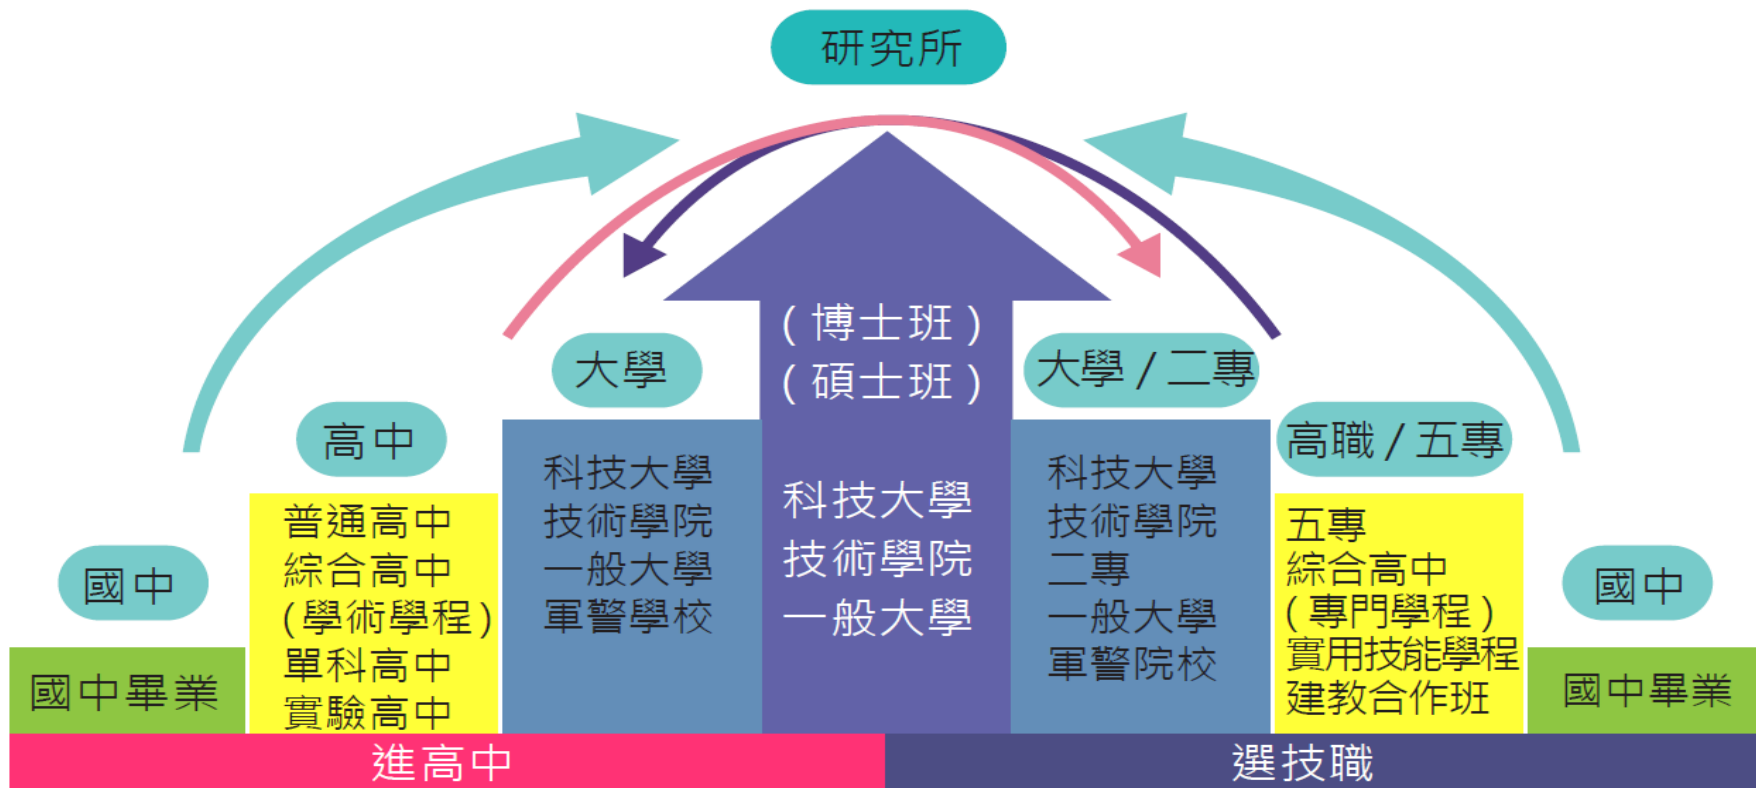 研究所
國中
國中畢業
高中
普通高中
綜合高中
(學術學程)
單科高中
實驗高中
大學
科技大學
技術學院
一般大學
軍警學校
(博士班)
(碩士班)
科技大學
技術學院
一般大學
大學/二專
科技大學
技術學院
二專
一般大學
軍警院校
高職/五專
五專
綜合高中
(專門學程)
實用技能學程
建教合作班
國中
國中畢業
進高中
選技職